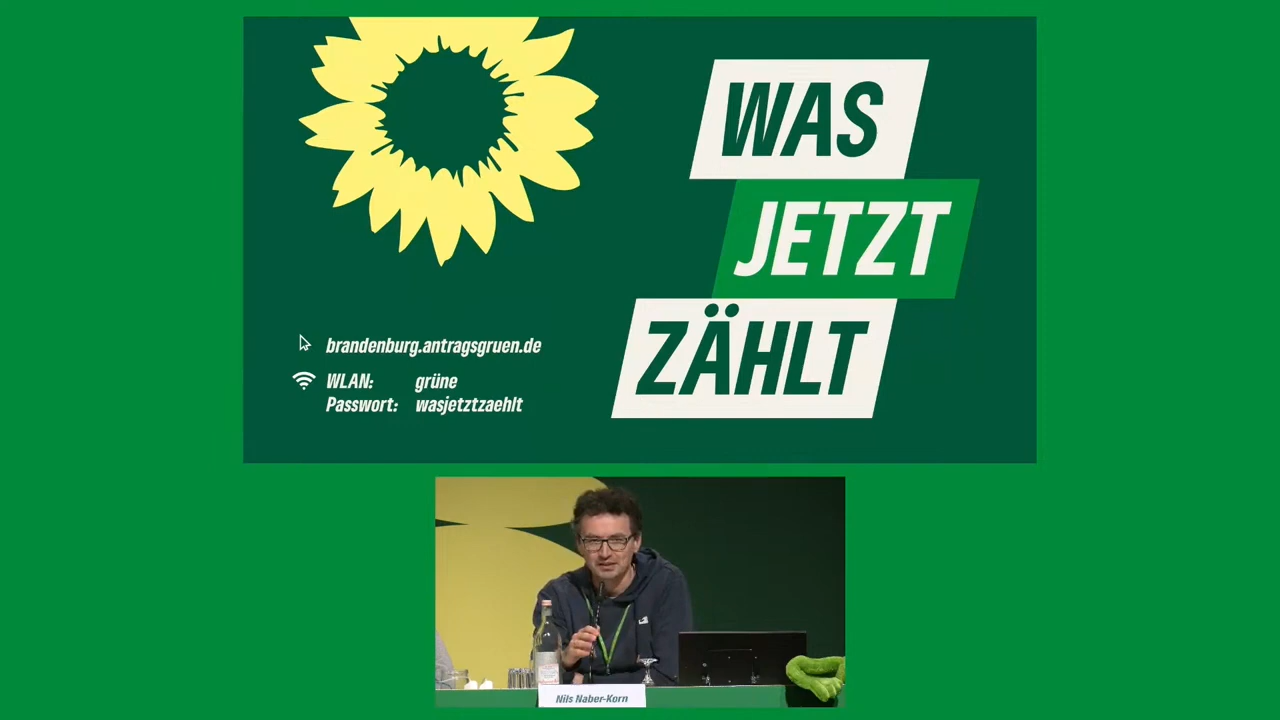 WAS
JETZT
ZÄHLT
brandenburg.antragsgruen.de
WLAN: grüne
Passwort: wasjetztzaehlt
Nils Naber-Korn